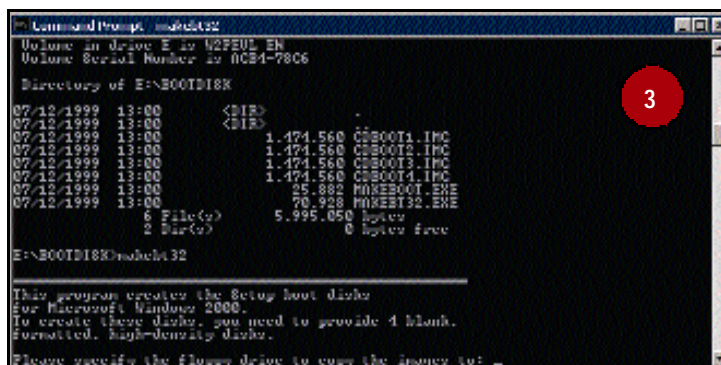 Command Prompt - makebt32
Volume in drive E is W2PEUL_EN
Volume Serial Number is ACB4-78C6
Directory of E:\BOOTDISK
07/12/1999 13:00 <DIR> .
07/12/1999 13:00 <DIR> ..
07/12/1999 13:00 1.474.560 CDBOOT1.IMG
07/12/1999 13:00 1.474.560 CDBOOT2.IMG
07/12/1999 13:00 1.474.560 CDBOOT3.IMG
07/12/1999 13:00 1.474.560 CDBOOT4.IMG
07/12/1999 13:00 25.882 MAKEBOOT.EXE
07/12/1999 13:00 70.928 MAKEBT32.EXE
6 File(s) 5.995.050 bytes
2 Dir(s) 0 bytes free
3
E:\BOOTDISK>makebt32
This program creates the Setup boot disks
for Microsoft Windows 2000.
To create these disks, you need to provide 4 blank,
formatted, high-density disks.
Please specify the floppy drive to copy the images to: _